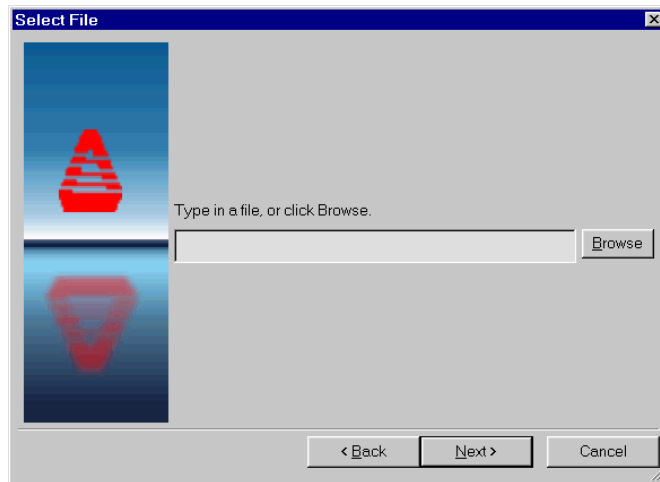 Select File
Type in a file, or click Browse.
Browse
< Back
Next >
Cancel